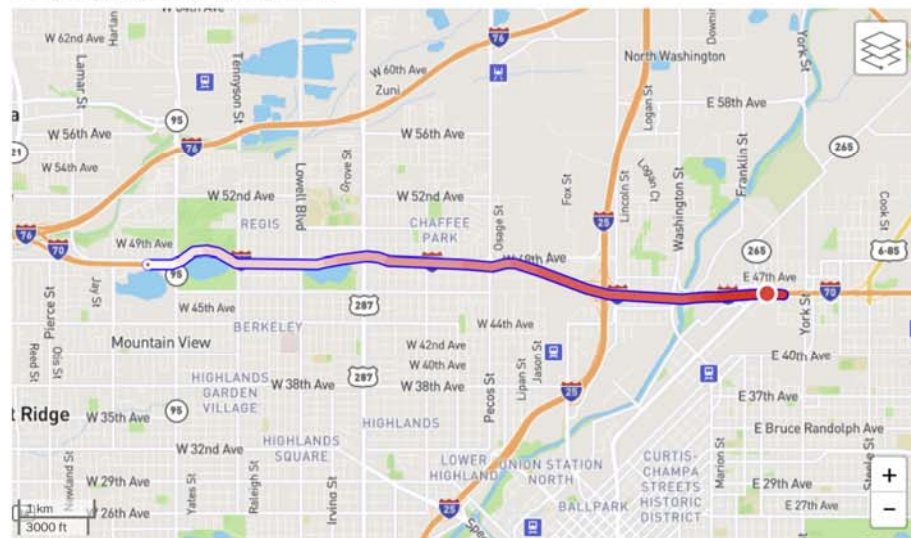 W 64th Ave
W 62nd Ave
Harlan
Lamar St
Tennyson St
76
York St
North Washington
W 60th Ave
Zuni
E 58th Ave
Logan St
95
W 56th Ave
W 56th Ave
265
76
W 54th Ave
Grove St
Lowell Blvd
Franklin St
W 52nd Ave
W 52nd Ave
Fox St
Lincoln St
Logan Ct
Washington St
Cook St
REGIS
CHAFFEE
PARK
Osage St
25
76
70
W 49th Ave
265
6-85
95
E 47th Ave
70
Jay St
Pierce St
W 45th Ave
287
York St
BERKELEY
W 44th Ave
Mountain View
W 42nd Ave
E 40th Ave
Reed St
Otis St
W 40th Ave
Lipan St
Jason St
HIGHLANDS
GARDEN
VILLAGE
W 38th Ave
287
W 38th Ave
Pecos St
25
E 37th Ave
t Ridge
W 35th Ave
95
HIGHLANDS
E Bruce Randolph Ave
W 32nd Ave
HIGHLANDS
SQUARE
LOWER
HIGHLAND
UNION STATION
NORTH
CURTIS-
CHAMPA
STREETS
HISTORIC
DISTRICT
Marion St
Steele St
W 29th Ave
E 29th Ave
Newland St
Yates St
Raleigh St
Irving St
+
1 km
3000 ft
W 26th Ave
25
BALLPARK
E 27th Ave
−